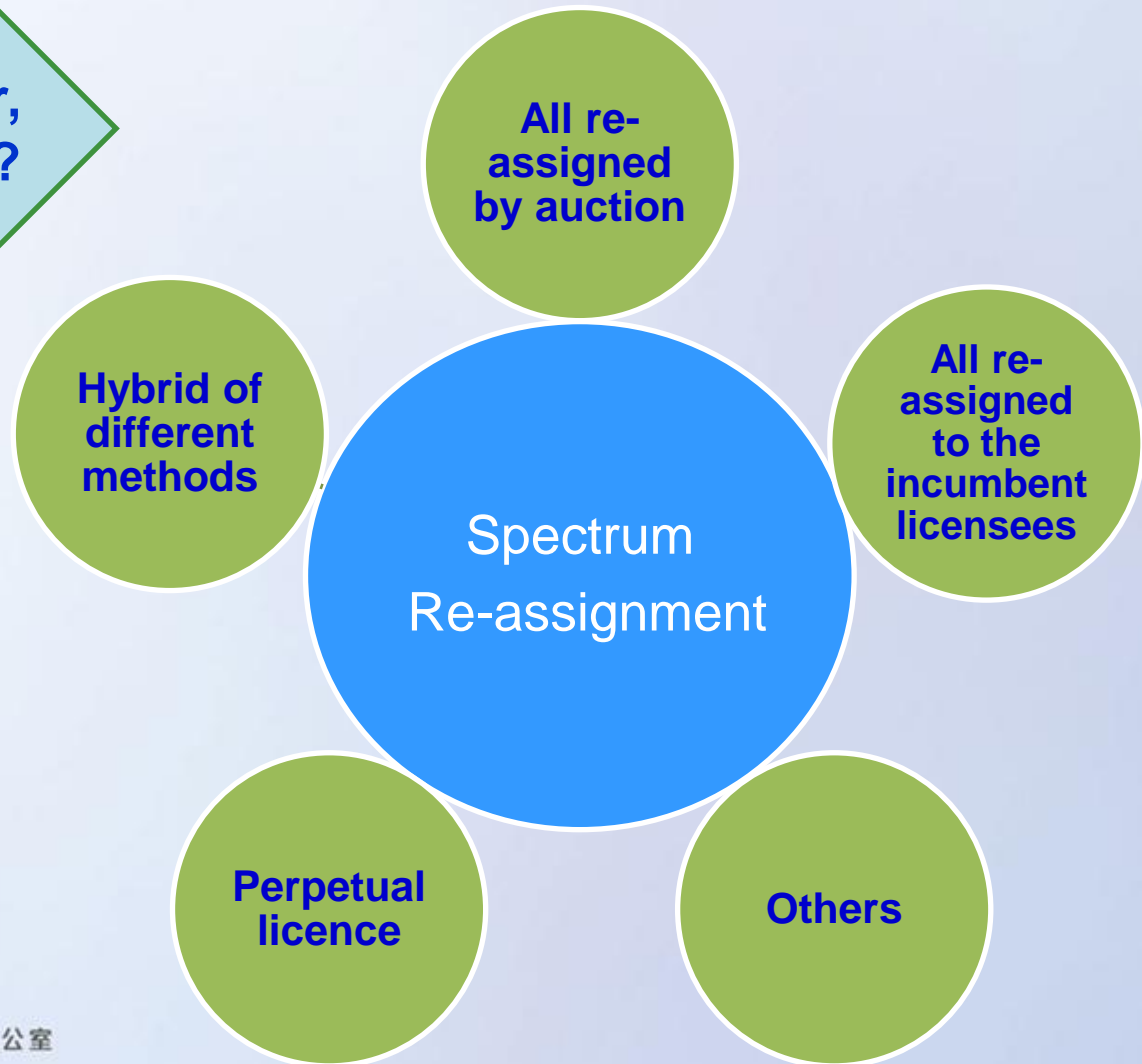 r,
?
All re-
assigned
by auction
Hybrid of
different
methods
All re-
assigned
to the
incumbent
licensees
Spectrum
Re-assignment
Perpetual
licence
Others
公室